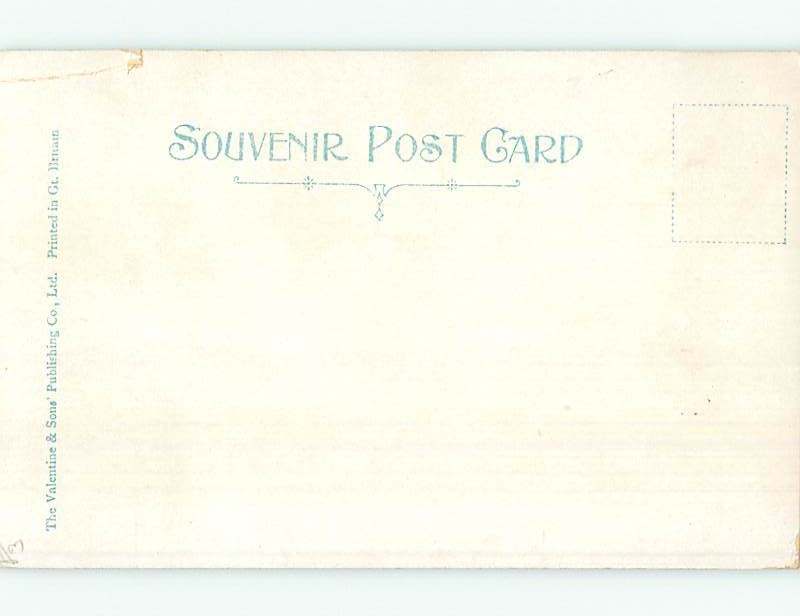 SOUVENIR POST CARD
The Valentine & Sons' Publishing Co., Ltd. Printed in Gt. Britain